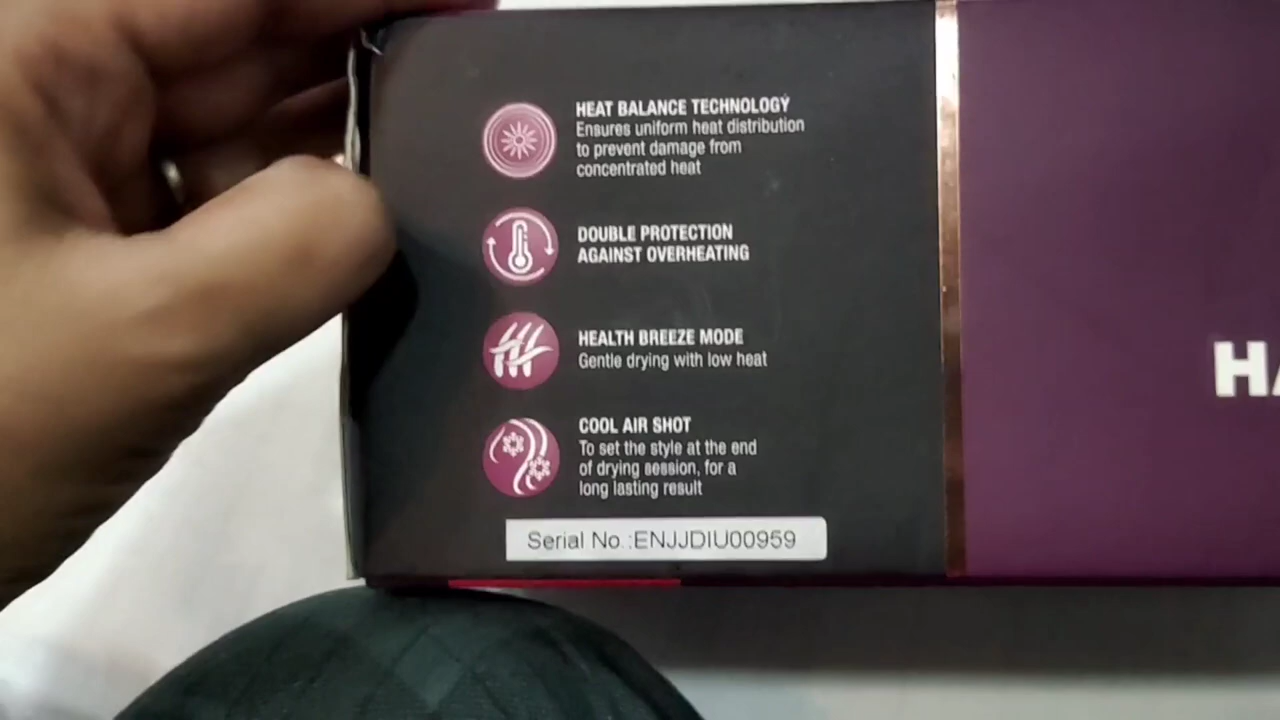 HEAT BALANCE TECHNOLOGY
Ensures uniform heat distribution
to prevent damage from
concentrated heat
DOUBLE PROTECTION
AGAINST OVERHEATING
HEALTH BREEZE MODE
Gentle drying with low heat
COOL AIR SHOT
To set the style at the end
of drying session, for a
long lasting result
Serial No.:ENJJDIU00959